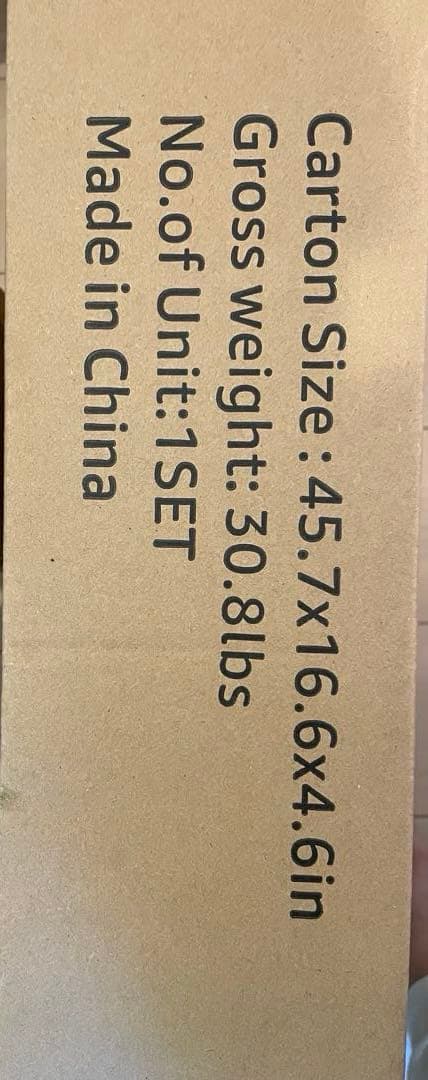 Carton Size:45.7x16.6x4.6in
Gross weight: 30.8lbs
No.of Unit:1SET
Made in China